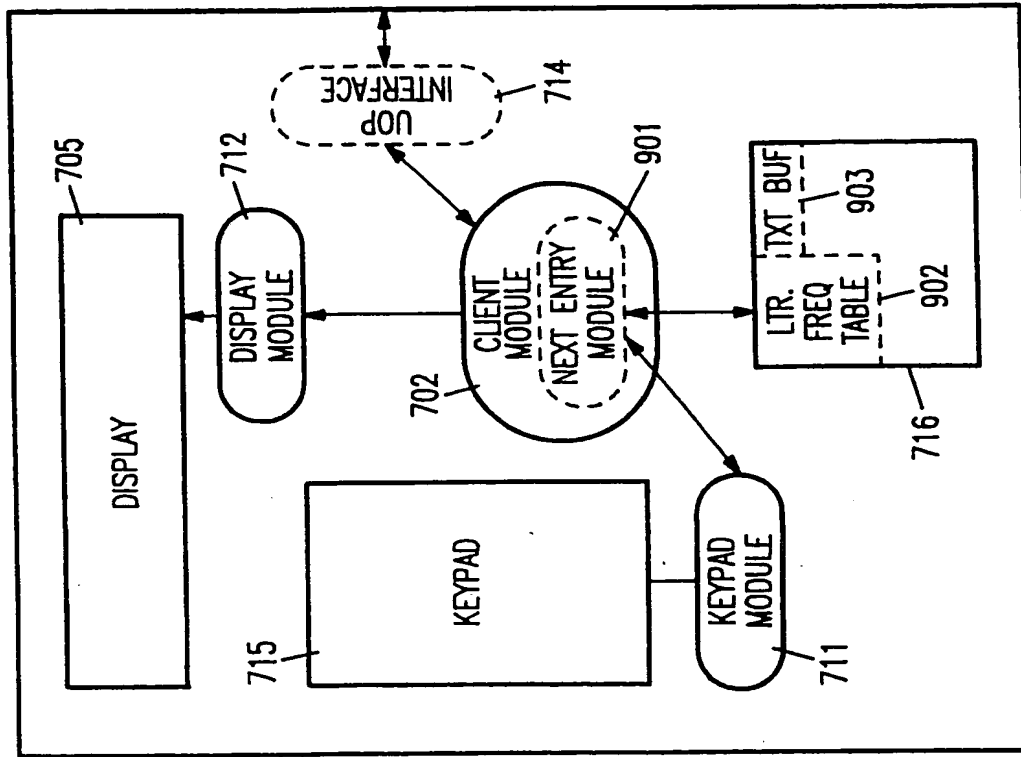 705
DISPLAY
712
DISPLAY
MODULE
UOP
INTERFACE
714
715
KEYPAD
702
CLIENT
MODULE
NEXT ENTRY
MODULE
901
KEYPAD
MODULE
711
LTR.
FREQ
TABLE
902
TXT BUF
903
716